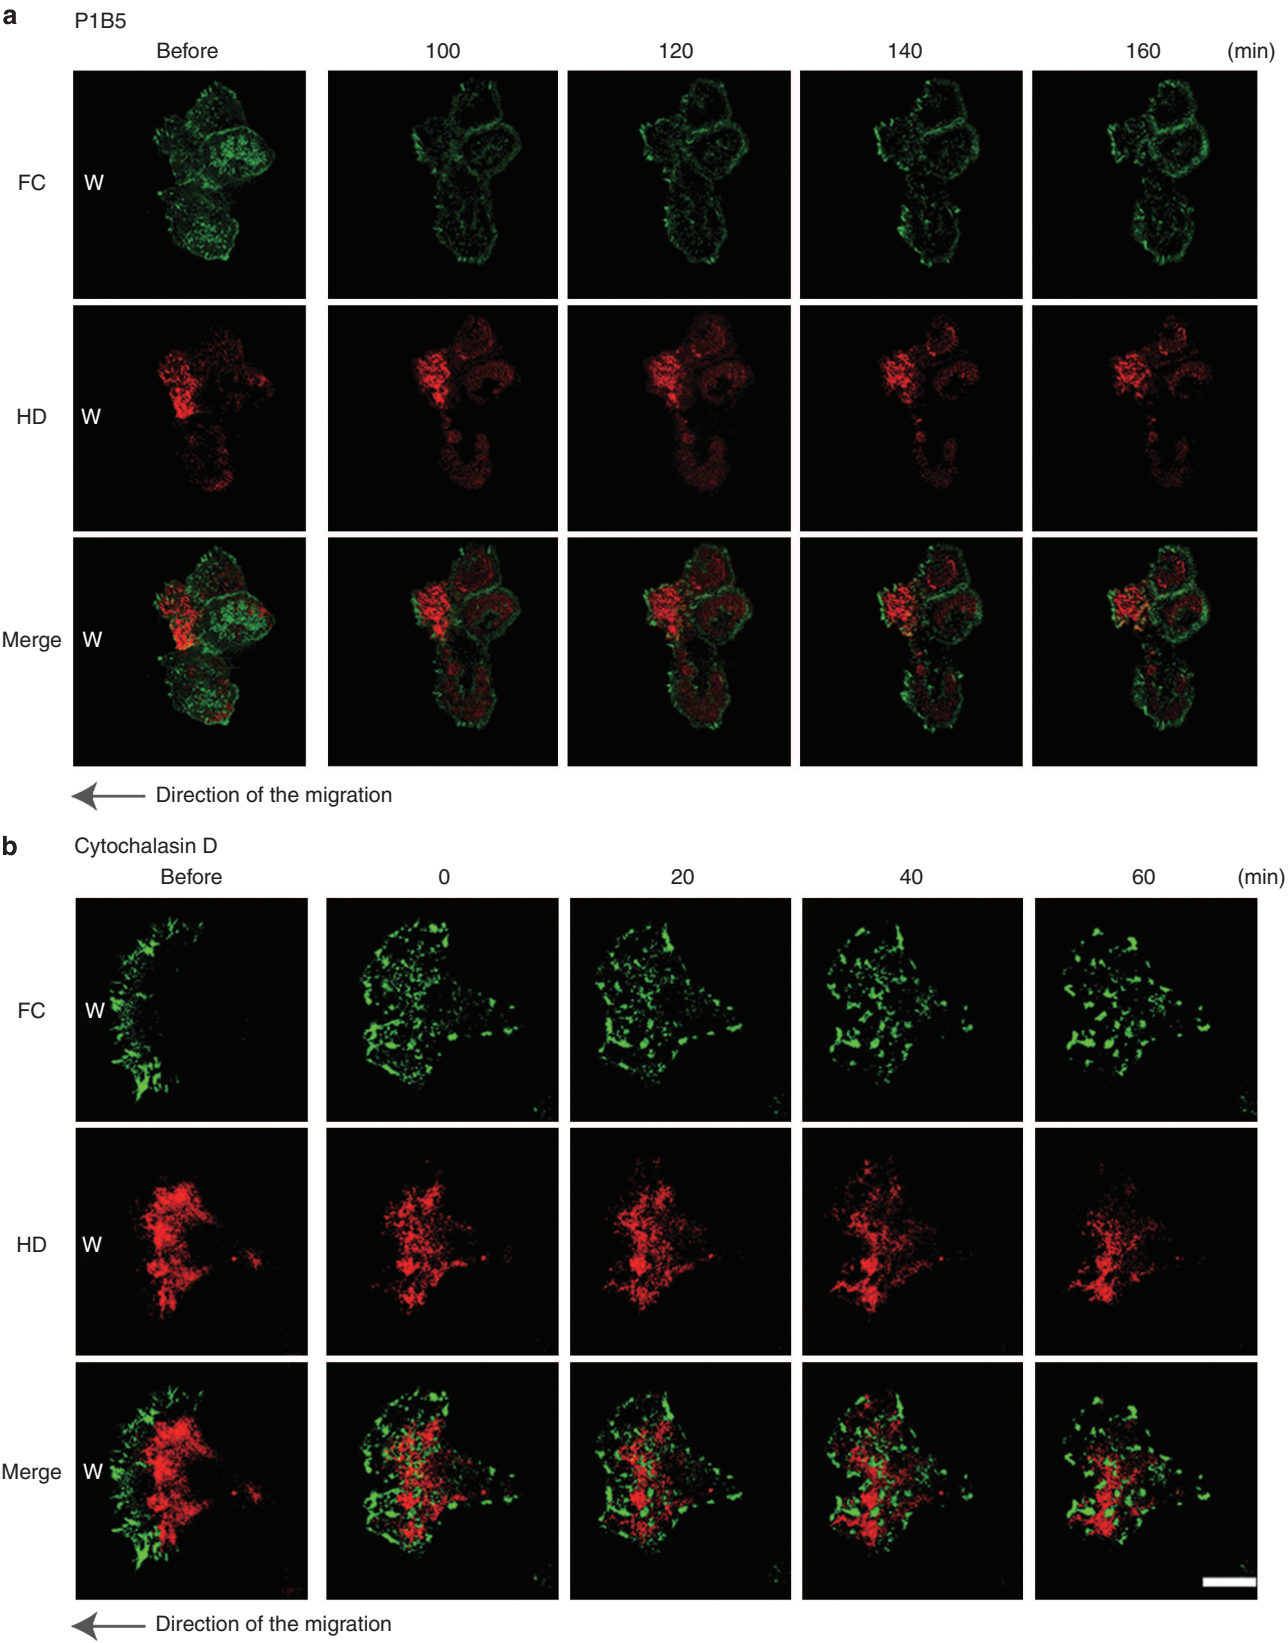 a P1B5
Before 100 120 140 160 (min)
FC W
HD W
Merge W
Direction of the migration
b Cytochalasin D
Before 0 20 40 60 (min)
FC W
HD W
Merge W
Direction of the migration